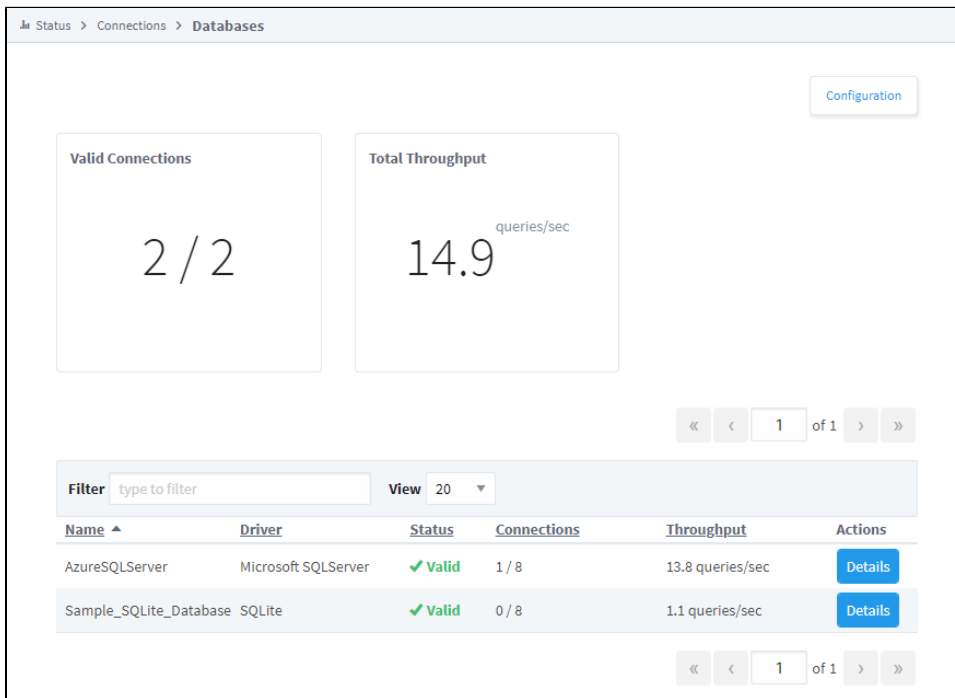 Status > Connections > Databases
Configuration
Valid Connections
2 / 2
Total Throughput
14.9 queries/sec
« ‹ 1 of 1 › »
Filter type to filter View 20
Name Driver Status Connections Throughput Actions
AzureSQLServer Microsoft SQLServer Valid 1 / 8 13.8 queries/sec Details
Sample_SQLite_Database SQLite Valid 0 / 8 1.1 queries/sec Details
« ‹ 1 of 1 › »